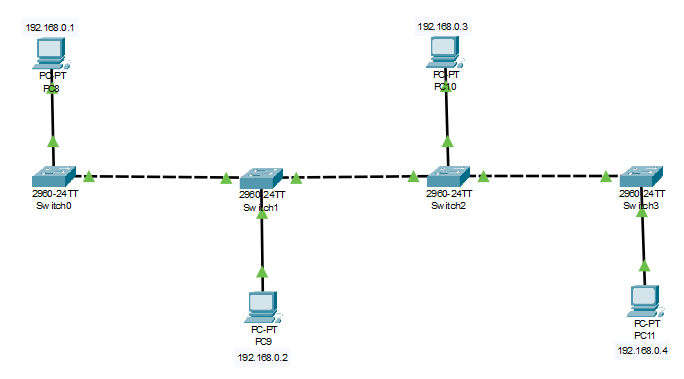 192.168.0.1
PC-PT
PC8
192.168.0.3
PC-PT
PC10
2960-24TT
Switch0
2960-24TT
Switch1
2960-24TT
Switch2
2960-24TT
Switch3
PC-PT
PC9
192.168.0.2
PC-PT
PC11
192.168.0.4